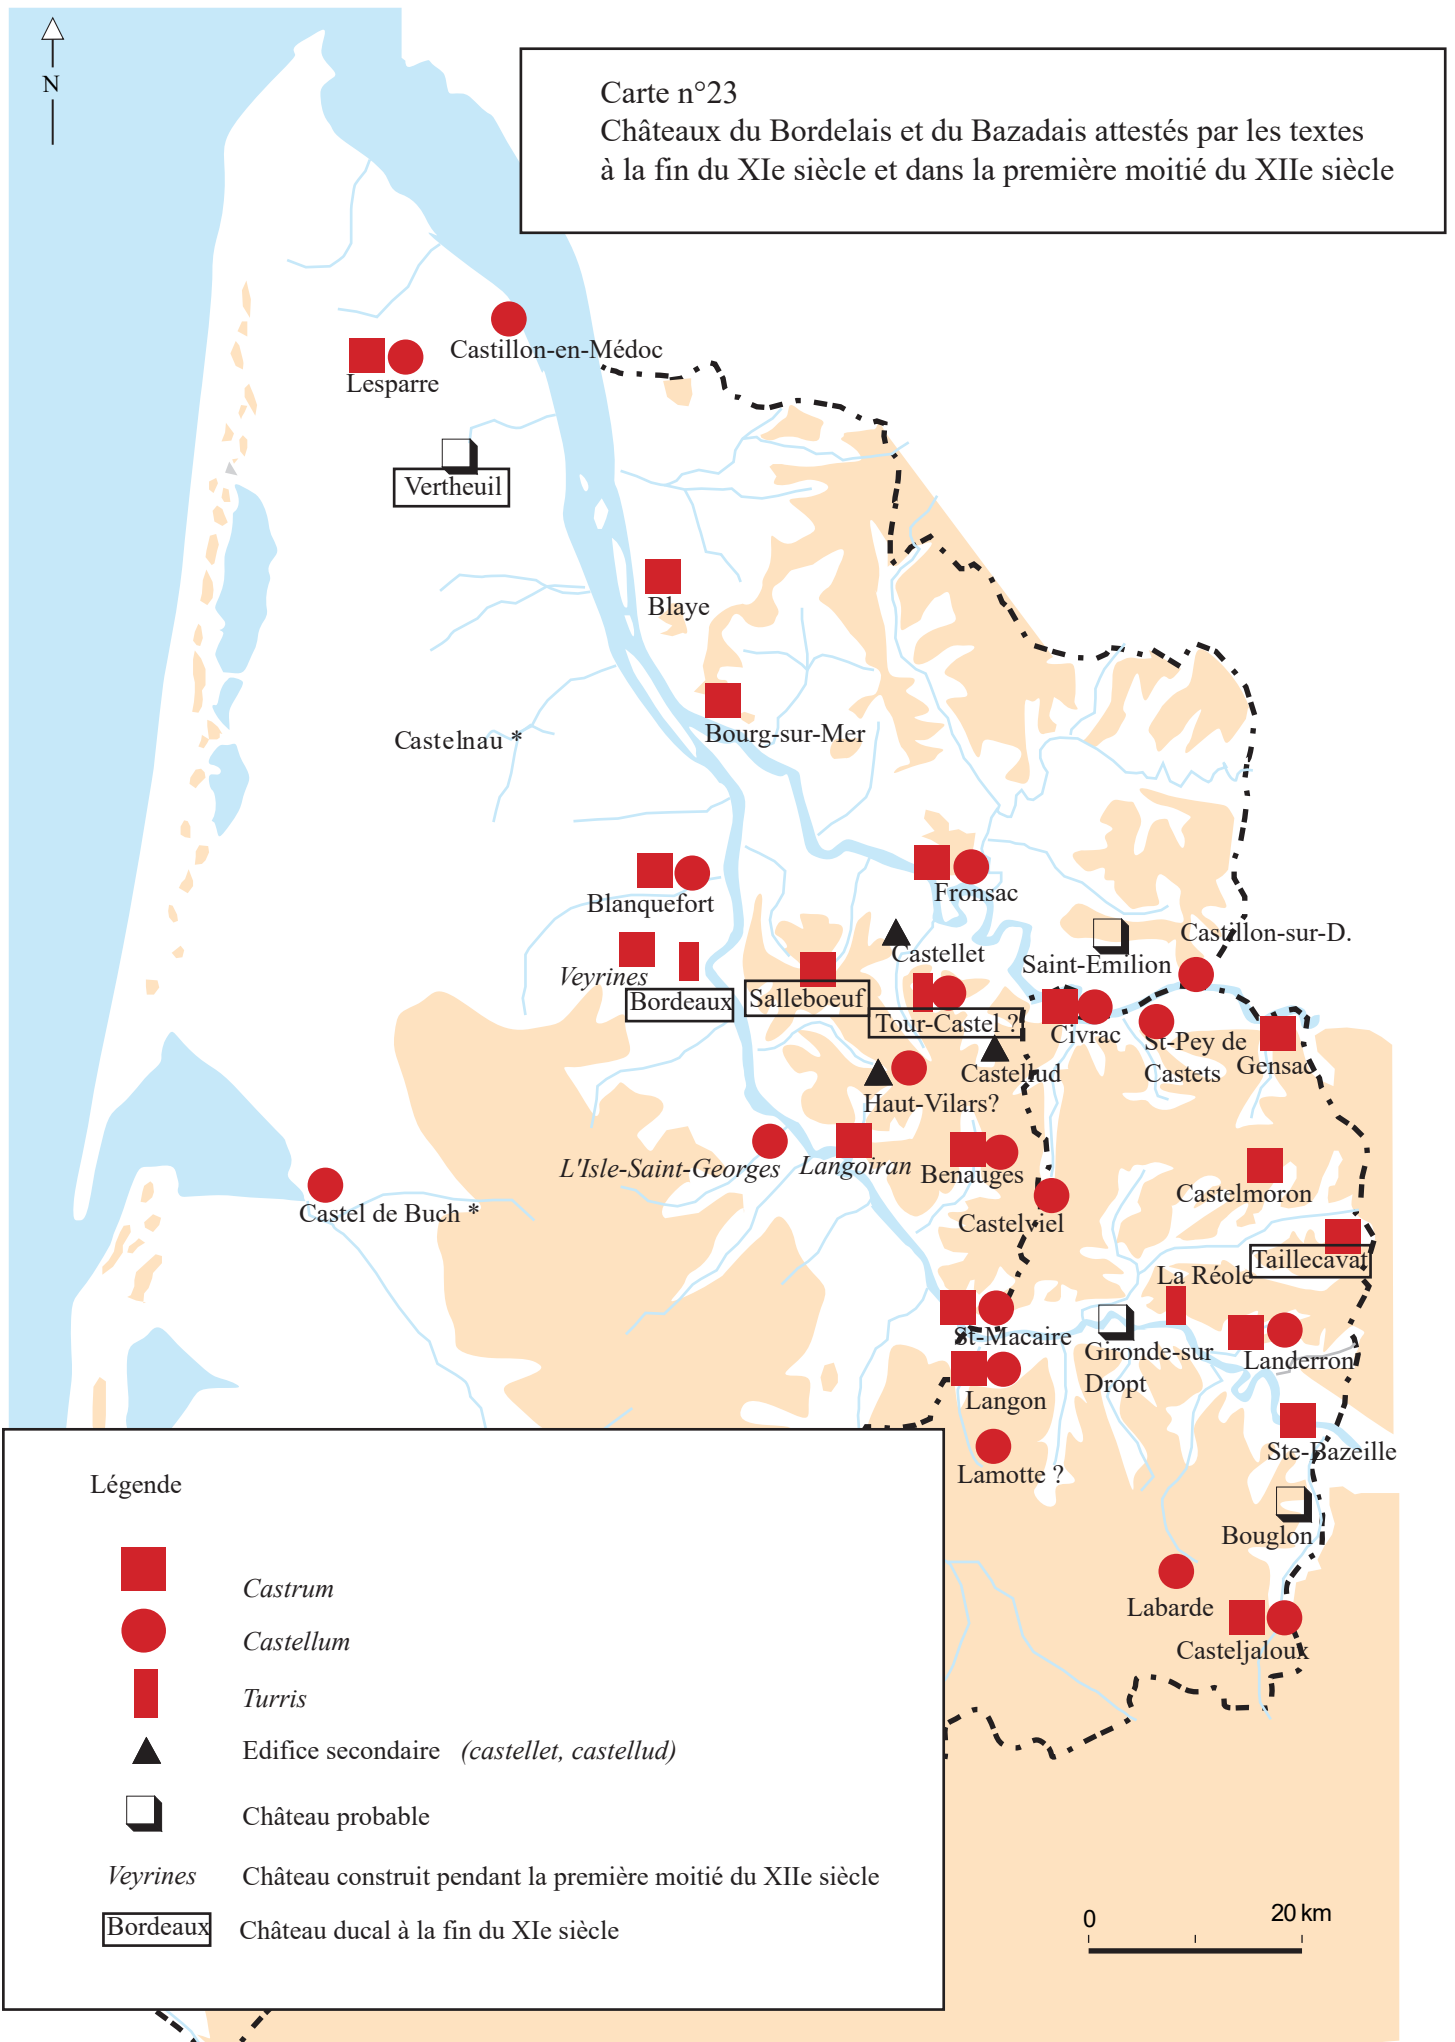 N
Carte n°23
Châteaux du Bordelais et du Bazadais attestés par les textes
à la fin du XIe siècle et dans la première moitié du XIIe siècle
Castillon-en-Médoc
Lesparre
Vertheuil
Blaye
Bourg-sur-Mer
Castelnau *
Fronsac
Blanquefort
Castillon-sur-D.
Castellet
Saint-Emilion
Veyrines
Bordeaux
Salleboeuf
Tour-Castel ?
Civrac
St-Pey de
Castets
Gensac
Castellud
Haut-Vilars?
L'Isle-Saint-Georges
Langoiran
Benauges
Castelmoron
Castel de Buch *
Castelviel
Taillecavat
La Réole
St-Macaire
Gironde-sur
Dropt
Landerron
Langon
Ste-Bazeille
Lamotte ?
Bouglon
Labarde
Casteljaloux
Légende
Castrum
Castellum
Turris
Edifice secondaire (castellet, castellud)
Château probable
Veyrines Château construit pendant la première moitié du XIIe siècle
Bordeaux Château ducal à la fin du XIe siècle
0 20 km